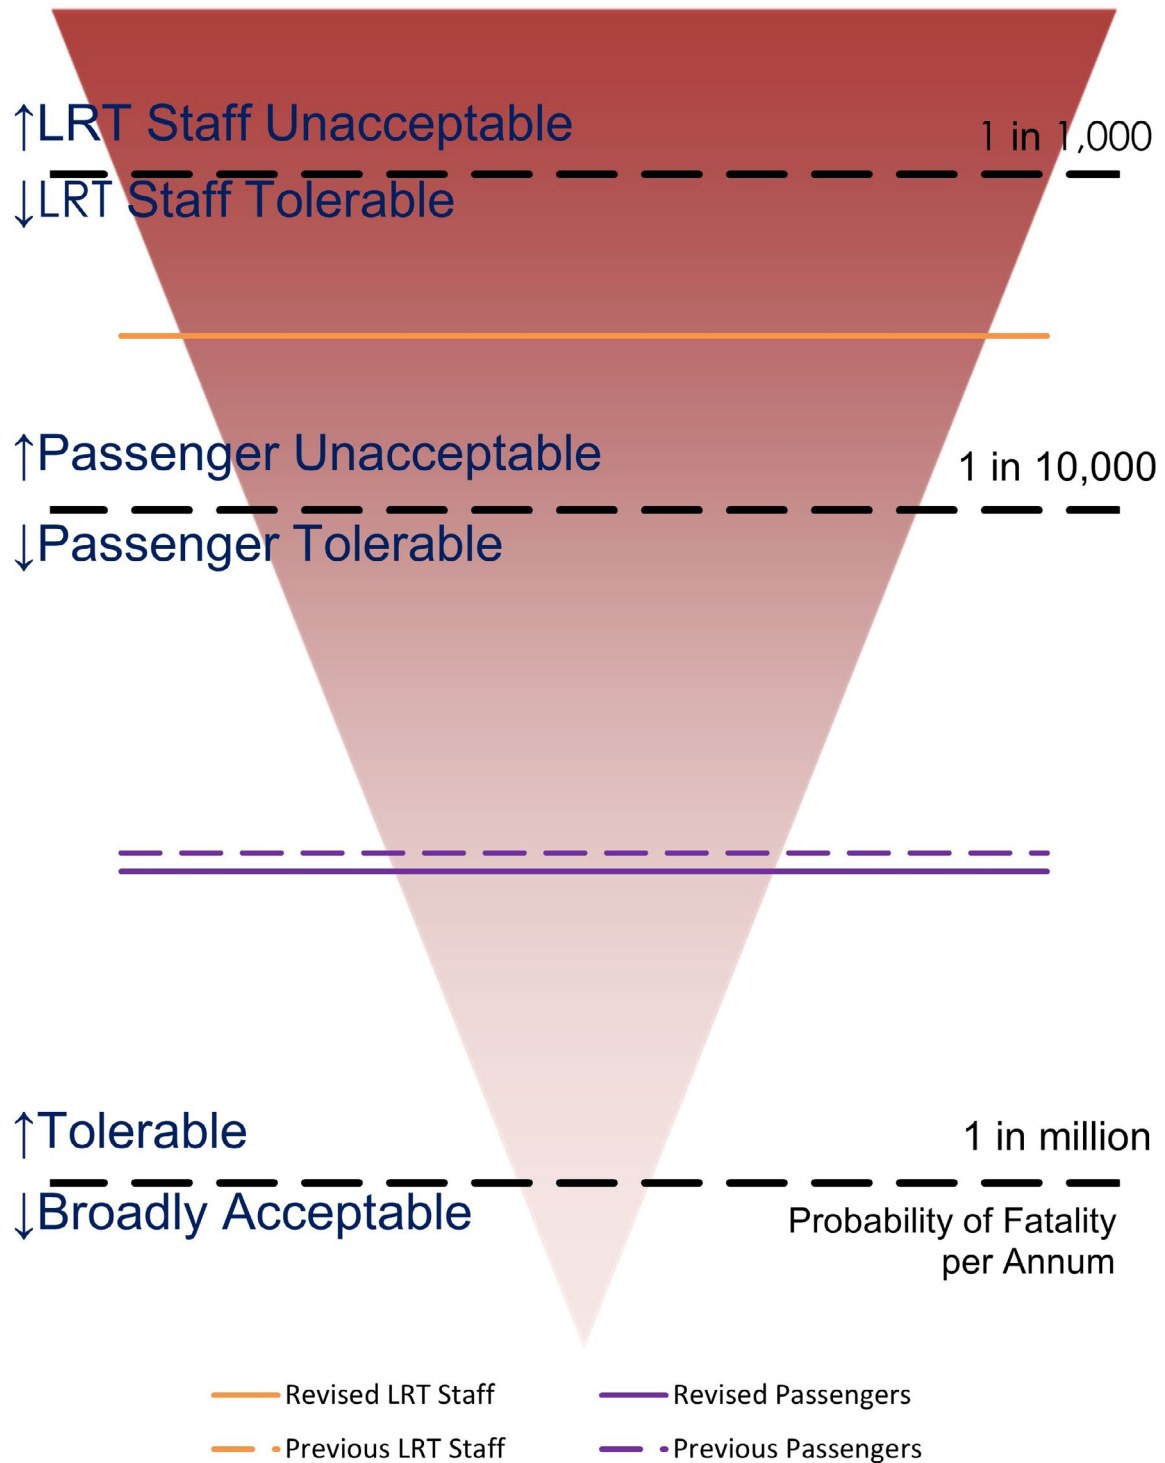 ↑LRT Staff Unacceptable
1 in 1,000
↓LRT Staff Tolerable
↑Passenger Unacceptable
1 in 10,000
↓Passenger Tolerable
↑Tolerable
1 in million
↓Broadly Acceptable
Probability of Fatality
per Annum
Revised LRT Staff
Revised Passengers
Previous LRT Staff
Previous Passengers